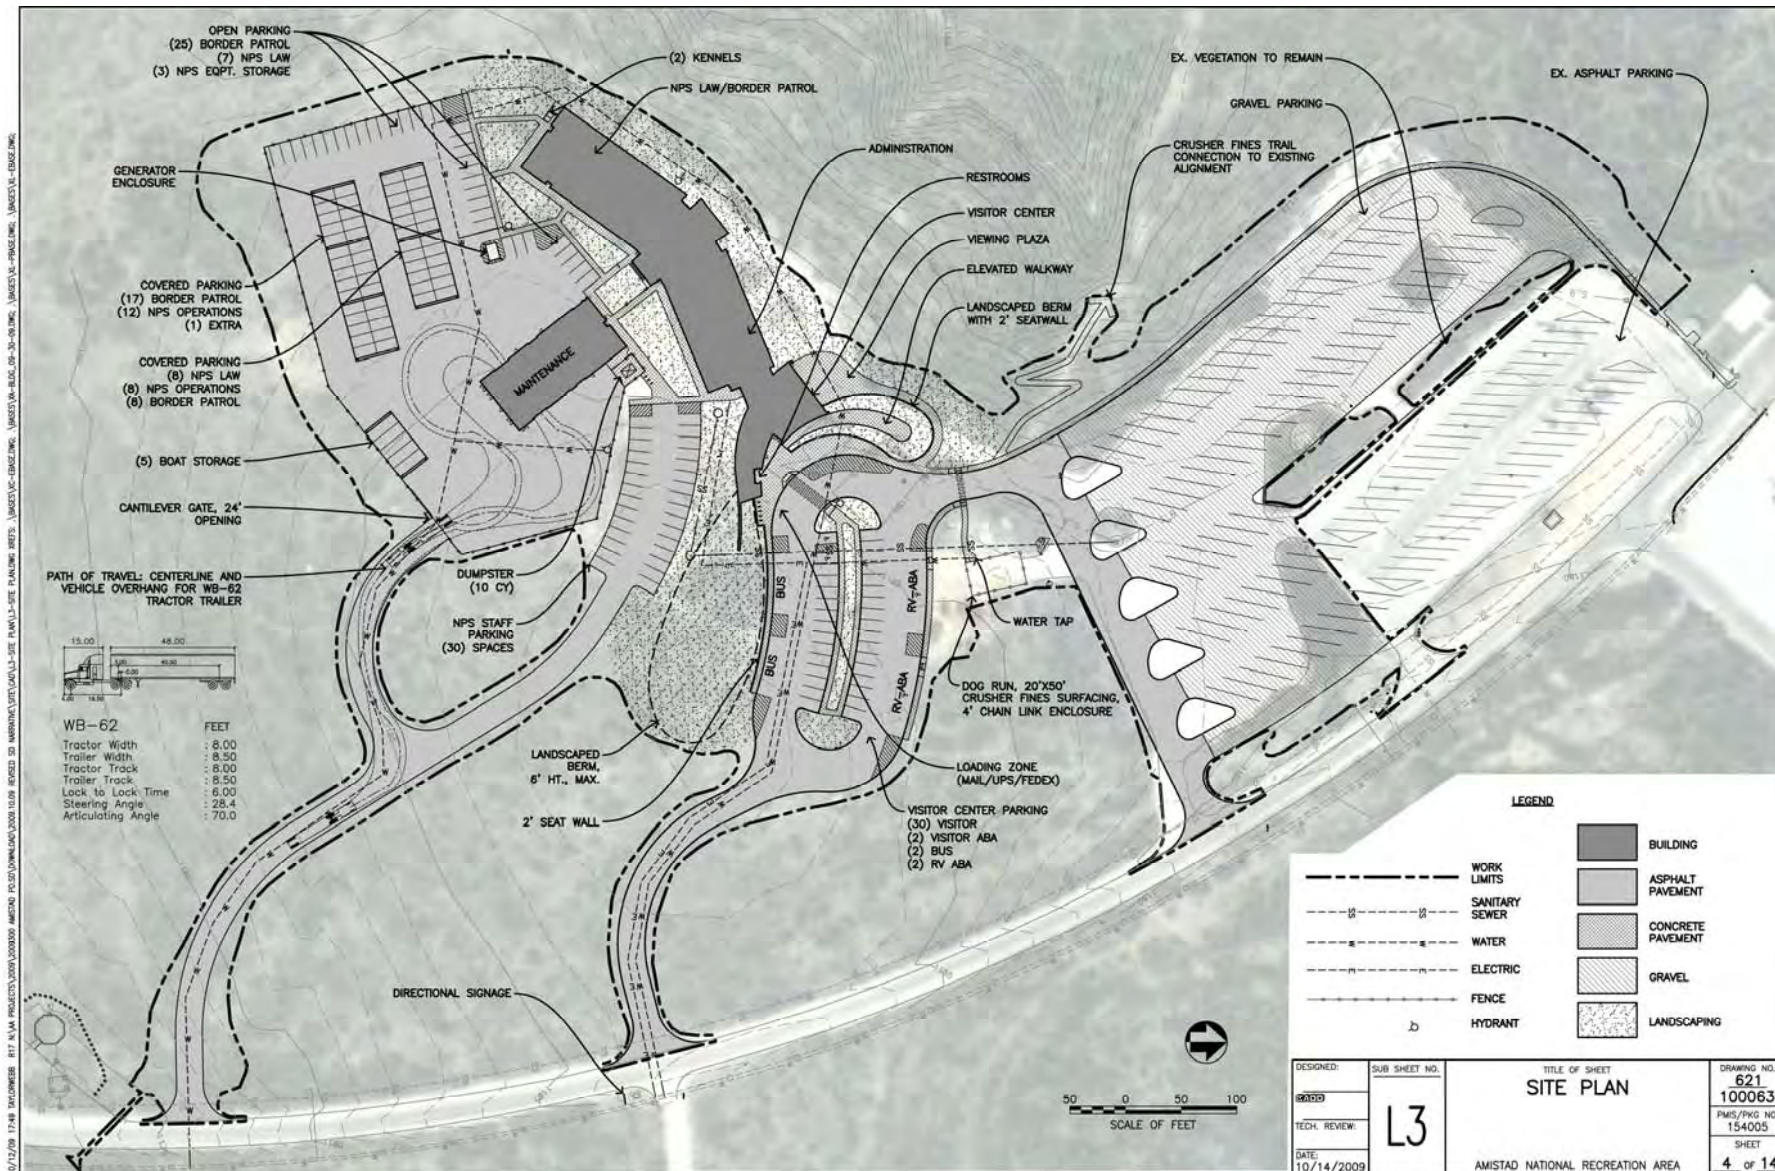 OPEN PARKING
(25) BORDER PATROL
(7) NPS LAW
(3) NPS EQPT. STORAGE
(2) KENNELS
NPS LAW/BORDER PATROL
EX. VEGETATION TO REMAIN
EX. ASPHALT PARKING
GRAVEL PARKING
ADMINISTRATION
CRUSHER FINES TRAIL
CONNECTION TO EXISTING
ALIGNMENT
GENERATOR
ENCLOSURE
RESTROOMS
VISITOR CENTER
VIEWING PLAZA
ELEVATED WALKWAY
LANDSCAPED BERM
WITH 2' SEATWALL
COVERED PARKING
(17) BORDER PATROL
(12) NPS OPERATIONS
(1) EXTRA
COVERED PARKING
(8) NPS LAW
(8) NPS OPERATIONS
(8) BORDER PATROL
MAINTENANCE
(5) BOAT STORAGE
CANTILEVER GATE, 24'
OPENING
PATH OF TRAVEL: CENTERLINE AND
VEHICLE OVERHANG FOR WB-62
TRACTOR TRAILER
DUMPSTER
(10 CY)
NPS STAFF
PARKING
(30) SPACES
BUS
BUS
RV-ABA
RV-ABA
WATER TAP
DOG RUN, 20'X50'
CRUSHER FINES SURFACING,
4' CHAIN LINK ENCLOSURE
LANDSCAPED
BERM,
6' HT., MAX.
LOADING ZONE
(MAIL/UPS/FEDEX)
2' SEAT WALL
VISITOR CENTER PARKING
(30) VISITOR
(2) VISITOR ABA
(2) BUS
(2) RV ABA
15.00 48.00
WB-62 FEET
Tractor Width : 8.00
Trailer Width : 8.50
Tractor Track : 8.00
Trailer Track : 8.50
Lock to Lock Time : 6.00
Steering Angle : 28.4
Articulating Angle : 70.0
DIRECTIONAL SIGNAGE
50 0 50 100
SCALE OF FEET
LEGEND
WORK
LIMITS
SANITARY
SEWER
WATER
ELECTRIC
FENCE
HYDRANT
BUILDING
ASPHALT
PAVEMENT
CONCRETE
PAVEMENT
GRAVEL
LANDSCAPING
DESIGNED:
CADD
TECH. REVIEW:
DATE:
10/14/2009
SUB SHEET NO.
L3
TITLE OF SHEET
SITE PLAN
AMISTAD NATIONAL RECREATION AREA
DRAWING NO.
621
100063
PMIS/PKG NO
154005
SHEET
4 OF 14